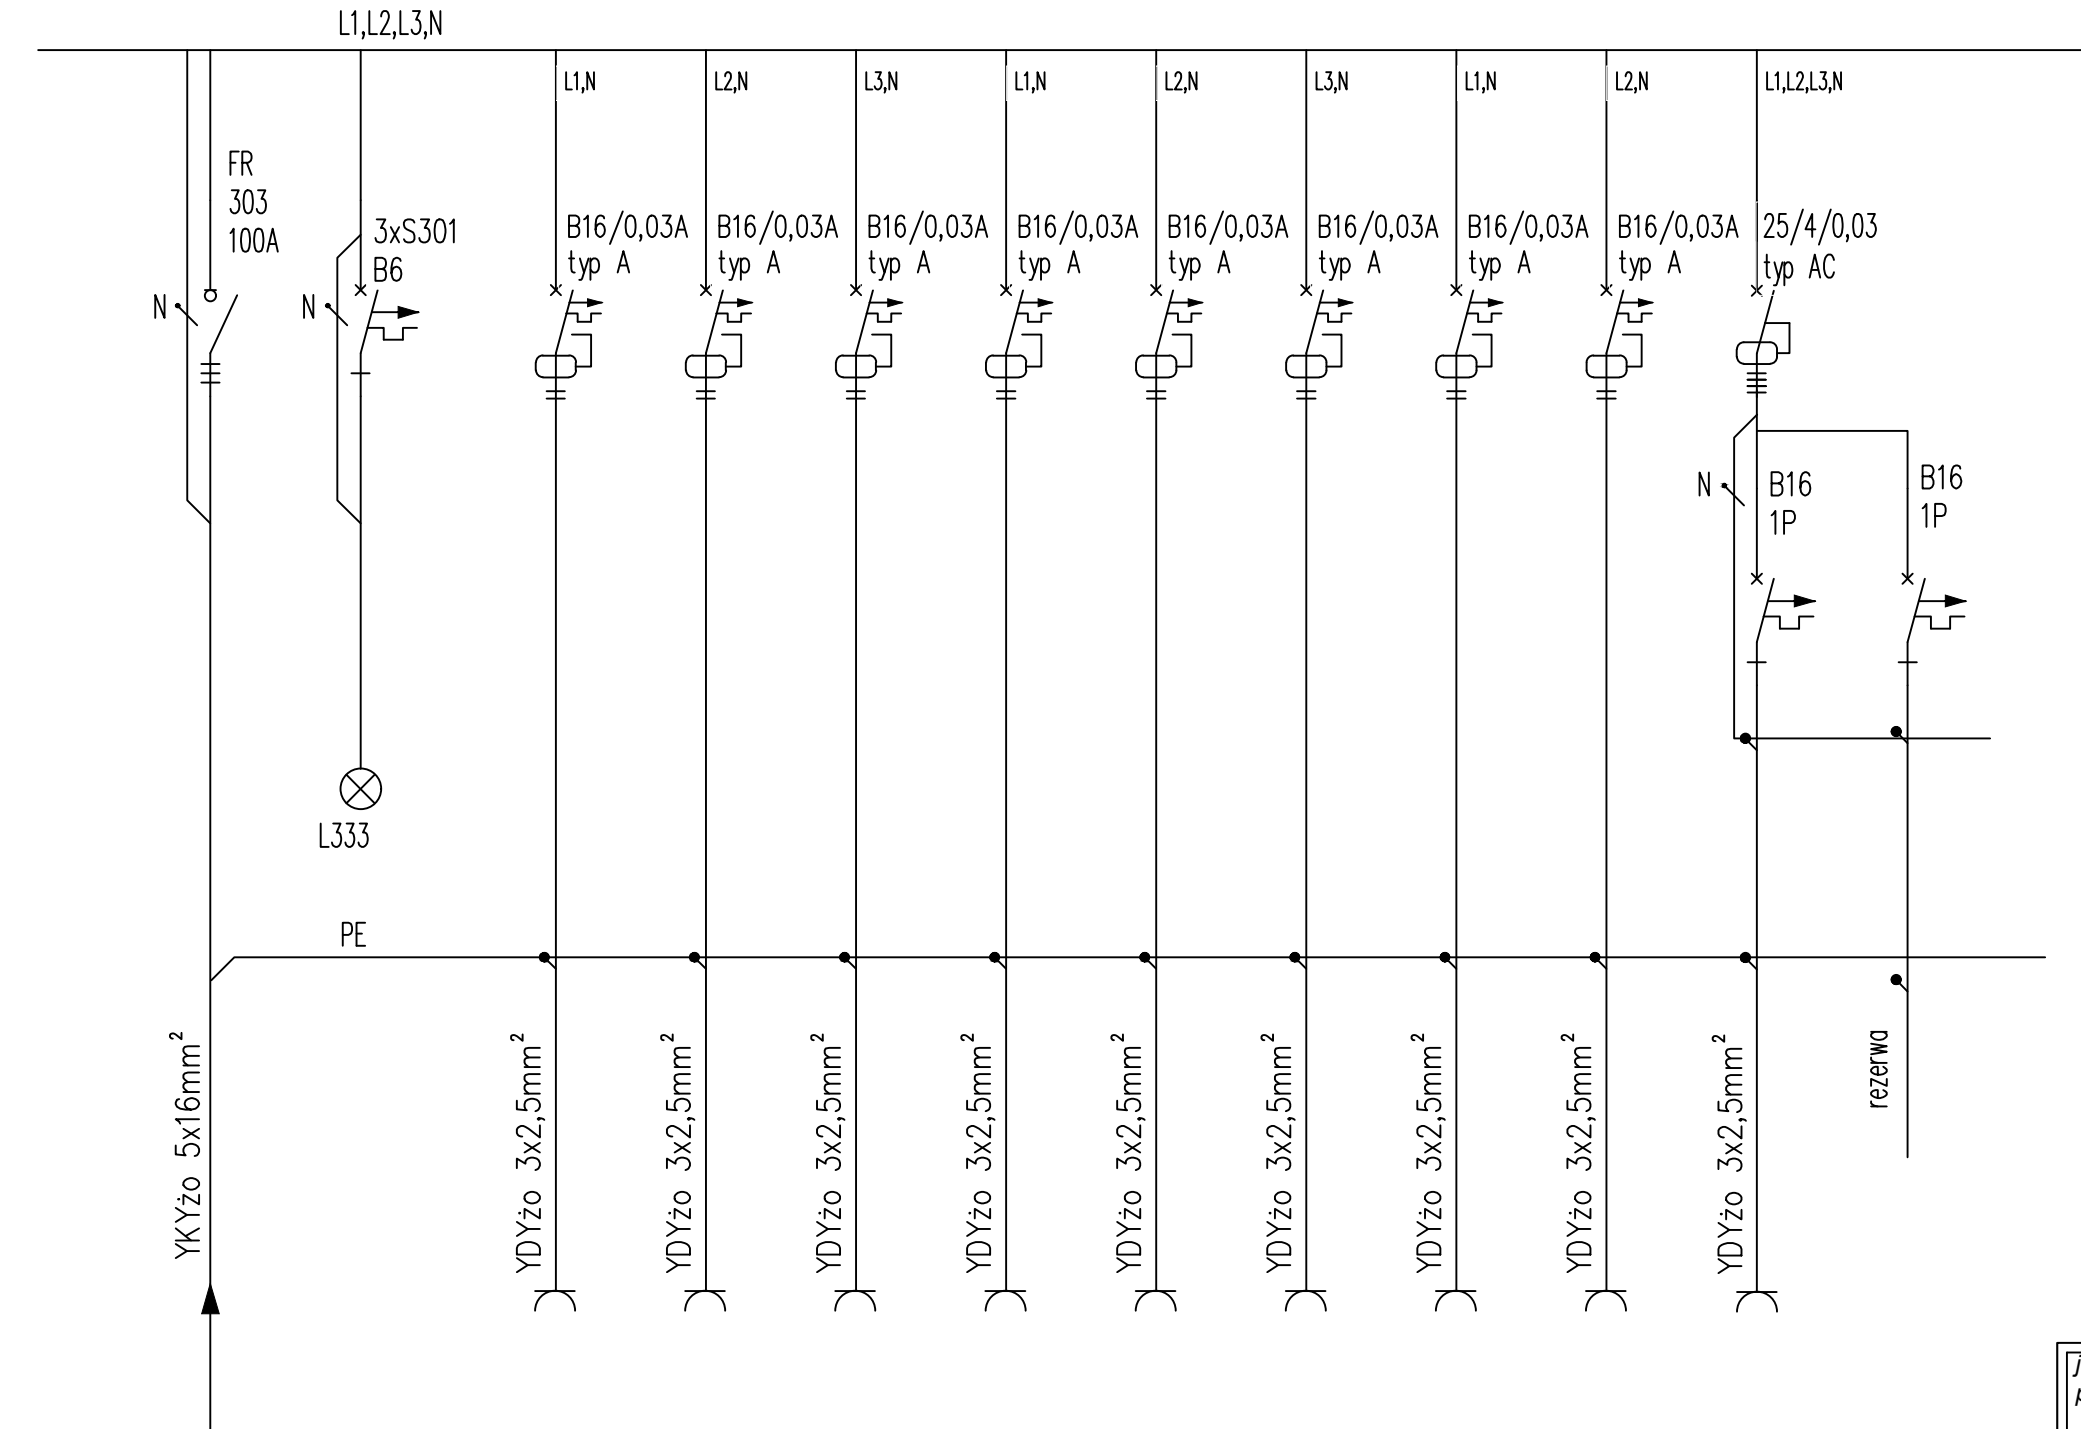 L1,L2,L3,N
L1,N
L2,N
L3,N
L1,N
L2,N
L3,N
L1,N
L2,N
L1,L2,L3,N
FR
303
100A
N
3xS301
B6
N
B16/0,03A
typ A
B16/0,03A
typ A
B16/0,03A
typ A
B16/0,03A
typ A
B16/0,03A
typ A
B16/0,03A
typ A
B16/0,03A
typ A
B16/0,03A
typ A
25/4/0,03
typ AC
N
B16
1P
B16
1P
L333
PE
YKYżo 5x16mm²
YDYżo 3x2,5mm²
YDYżo 3x2,5mm²
YDYżo 3x2,5mm²
YDYżo 3x2,5mm²
YDYżo 3x2,5mm²
YDYżo 3x2,5mm²
YDYżo 3x2,5mm²
YDYżo 3x2,5mm²
YDYżo 3x2,5mm²
rezerwa